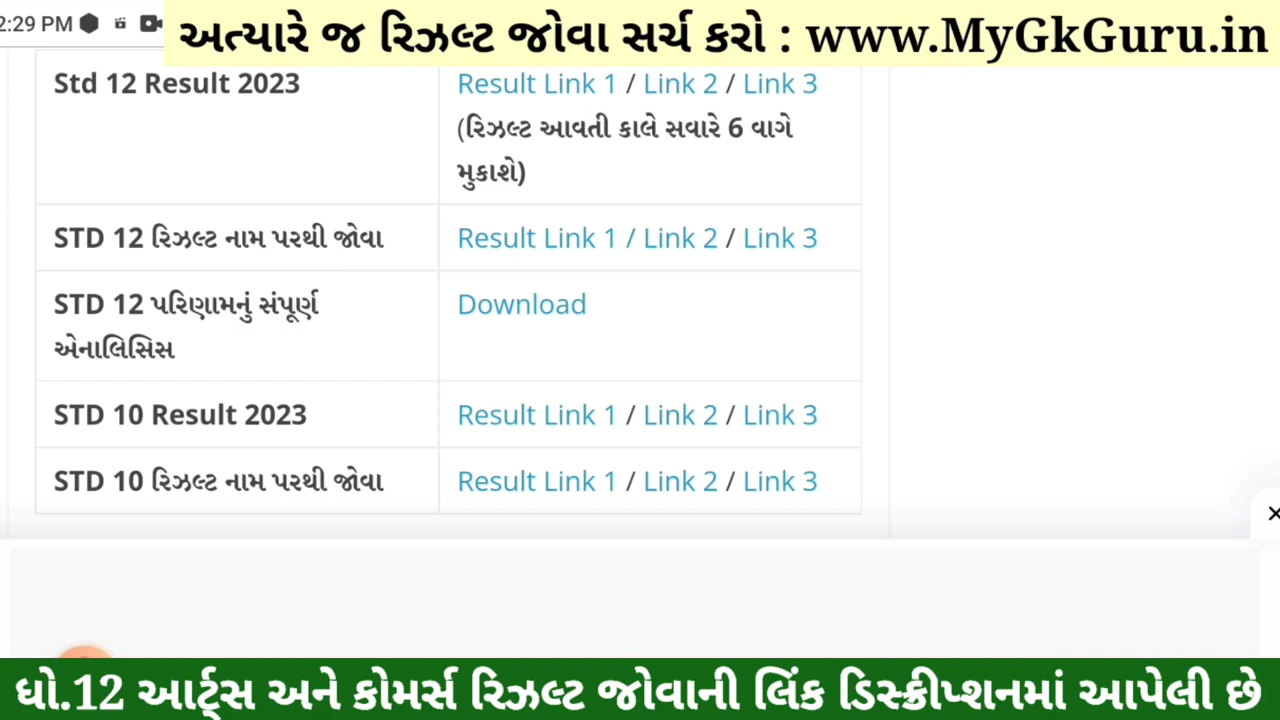 2:29 PM
અત્યારે જ રિઝલ્ટ જોવા સર્ચ કરો : www.MyGkGuru.in
Std 12 Result 2023
Result Link 1 / Link 2 / Link 3
(રિઝલ્ટ આવતી કાલે સવારે 6 વાગે
મુકાશે)
STD 12 રિઝલ્ટ નામ પરથી જોવા
Result Link 1 / Link 2 / Link 3
STD 12 પરિણામનું સંપૂર્ણ
એનાલિસિસ
Download
STD 10 Result 2023
Result Link 1 / Link 2 / Link 3
STD 10 રિઝલ્ટ નામ પરથી જોવા
Result Link 1 / Link 2 / Link 3
ધો.12 આર્ટ્સ અને કોમર્સ રિઝલ્ટ જોવાની લિંક ડિસ્ક્રીપ્શનમાં આપેલી છે